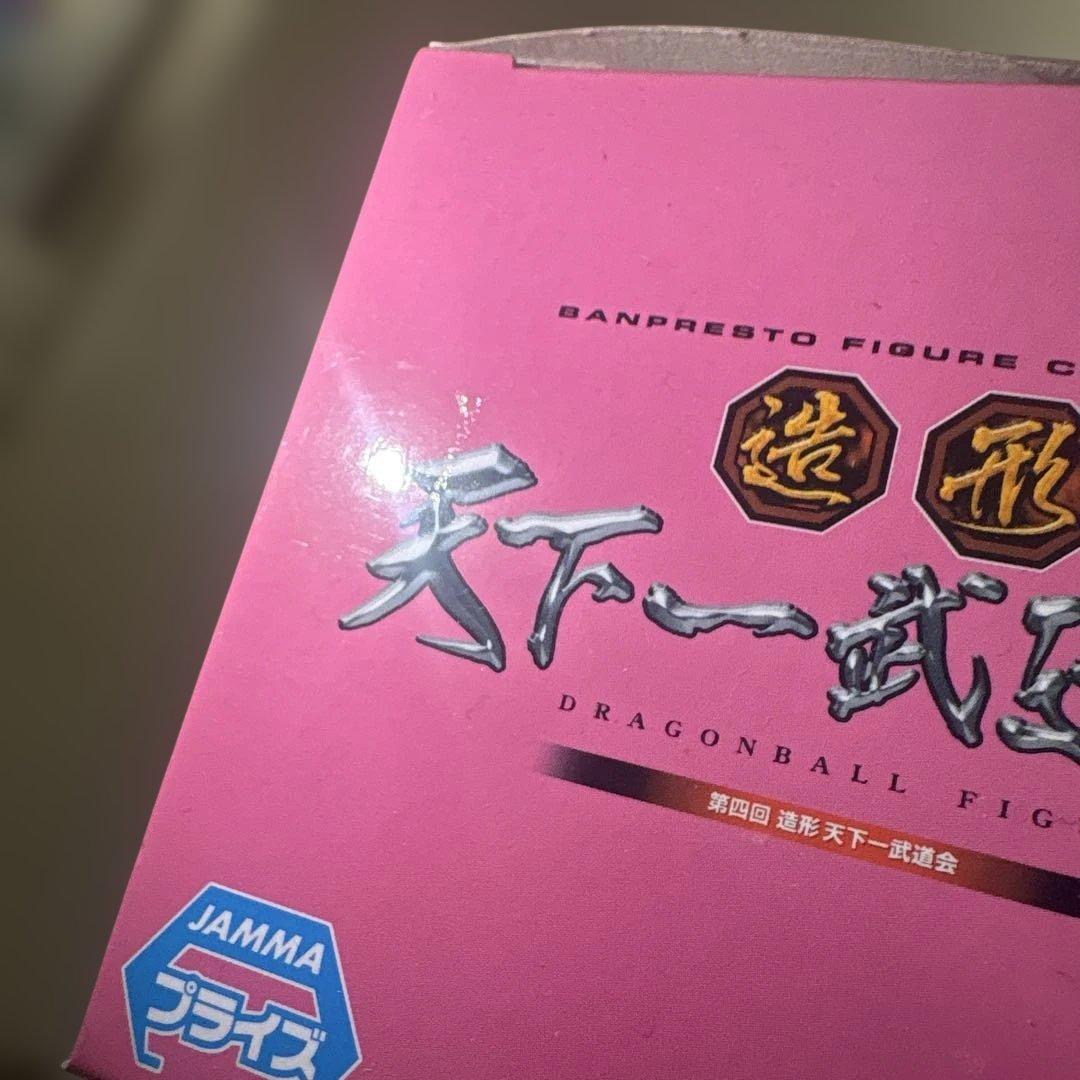 BANPRESTO FIGURE C
造形
天下一武
DRAGONBALL FIG
第四回 造形 天下一武道会
JAMMA
プライズ